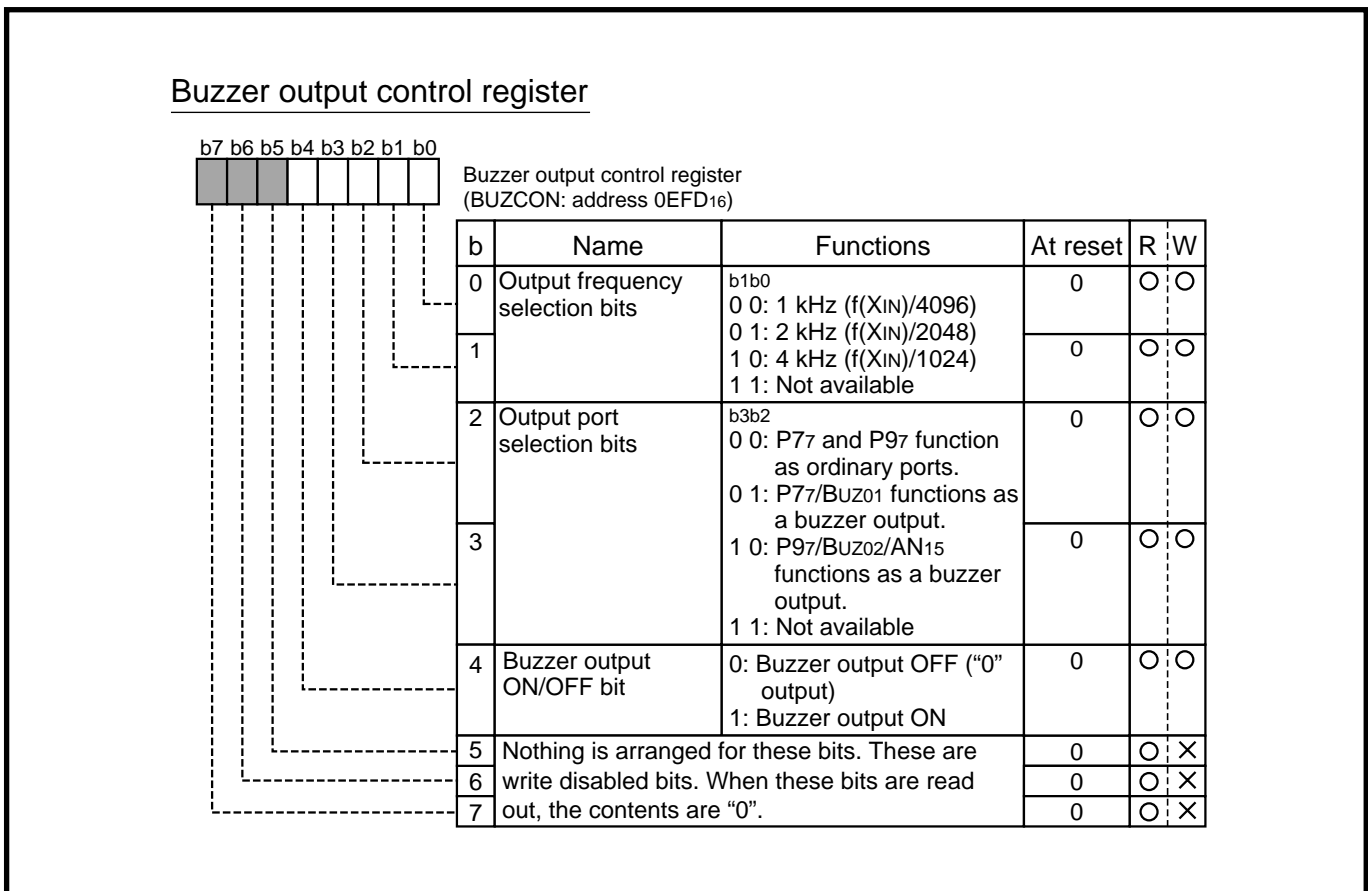 Buzzer output control register
b7 b6 b5 b4 b3 b2 b1 b0
Buzzer output control register
(BUZCON: address 0EFD16)
b Name Functions At reset R W
0 Output frequency selection bits b1b0 0 O O
0 0: 1 kHz (f(XIN)/4096)
0 1: 2 kHz (f(XIN)/2048)
1 0 O O
1 0: 4 kHz (f(XIN)/1024)
1 1: Not available
2 Output port selection bits b3b2 0 O O
0 0: P77 and P97 function
as ordinary ports.
0 1: P77/BUZ01 functions as
a buzzer output.
3 0 O O
1 0: P97/BUZ02/AN15
functions as a buzzer
output.
1 1: Not available
4 Buzzer output ON/OFF bit 0: Buzzer output OFF (“0” 0 O O
output)
1: Buzzer output ON
5 Nothing is arranged for these bits. These are 0 O ×
6 write disabled bits. When these bits are read 0 O ×
7 out, the contents are “0”. 0 O ×